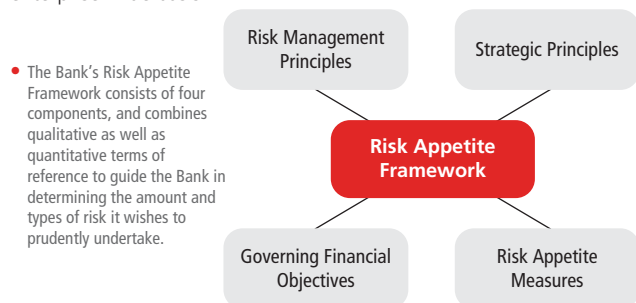 Risk Management
Principles
Strategic Principles
• The Bank's Risk Appetite
Framework consists of four
components, and combines
qualitative as well as
quantitative terms of
reference to guide the Bank in
determining the amount and
types of risk it wishes to
prudently undertake.
Risk Appetite
Framework
Governing Financial
Objectives
Risk Appetite
Measures